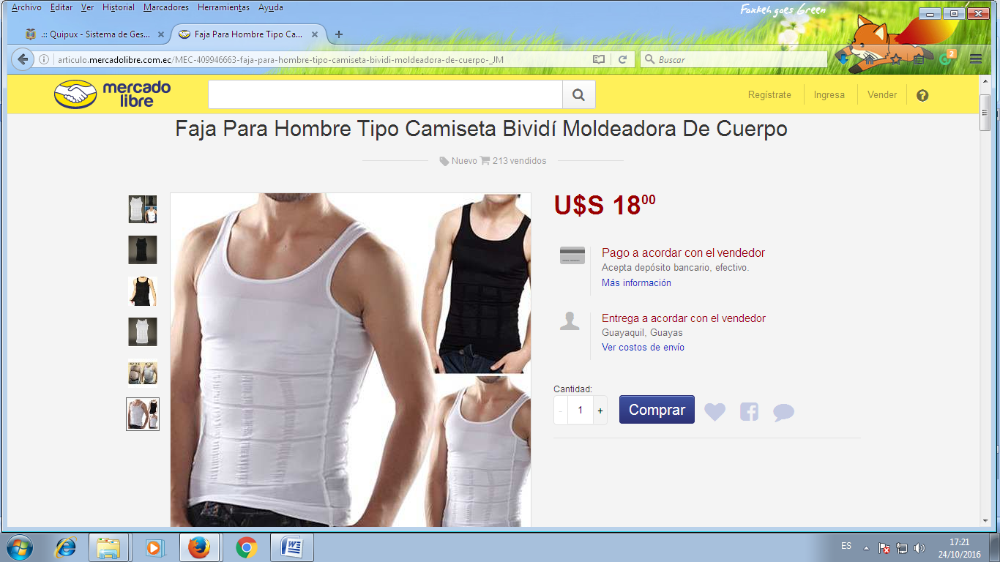 Archivo Editar Ver Historial Marcadores Herramientas Ayuda
Foxkeh goes Green
.:: Quipux - Sistema de Ges...
Faja Para Hombre Tipo Ca...
articulo.mercadolibre.com.ec/MEC-409946663-faja-para-hombre-tipo-camiseta-bividi-moldeadora-de-cuerpo-_JM
Buscar
2
mercado
libre
Regístrate
Ingresa
Vender
?
Faja Para Hombre Tipo Camiseta Bividí Moldeadora De Cuerpo
Nuevo 213 vendidos
U$S 18⁰⁰
Pago a acordar con el vendedor
Acepta depósito bancario, efectivo.
Más información
Entrega a acordar con el vendedor
Guayaquil, Guayas
Ver costos de envío
Cantidad:
- 1 +
Comprar
ES
17:21
24/10/2016